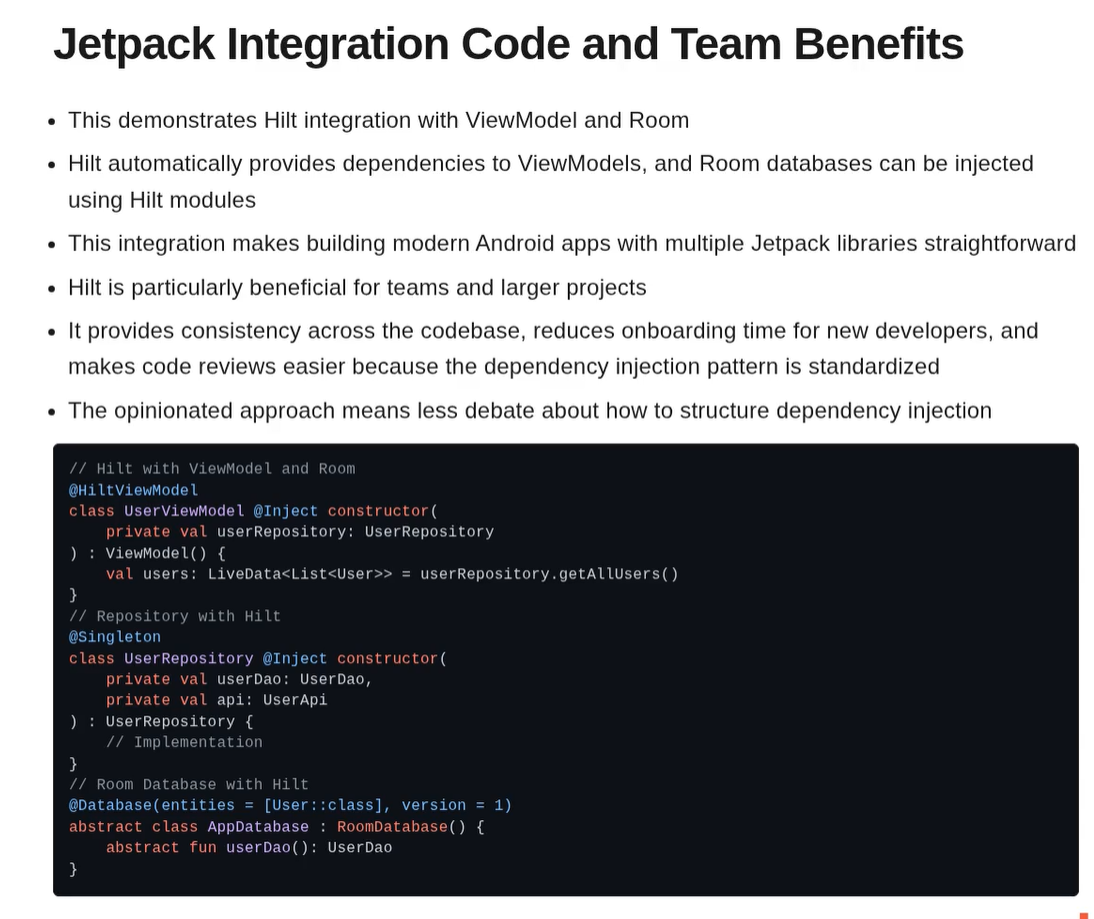 Jetpack Integration Code and Team Benefits
• This demonstrates Hilt integration with ViewModel and Room
• Hilt automatically provides dependencies to ViewModels, and Room databases can be injected
using Hilt modules
• This integration makes building modern Android apps with multiple Jetpack libraries straightforward
• Hilt is particularly beneficial for teams and larger projects
• It provides consistency across the codebase, reduces onboarding time for new developers, and
makes code reviews easier because the dependency injection pattern is standardized
• The opinionated approach means less debate about how to structure dependency injection
// Hilt with ViewModel and Room
@HiltViewModel
class UserViewModel @Inject constructor(
    private val userRepository: UserRepository
) : ViewModel() {
    val users: LiveData<List<User>> = userRepository.getAllUsers()
}
// Repository with Hilt
@Singleton
class UserRepository @Inject constructor(
    private val userDao: UserDao,
    private val api: UserApi
) : UserRepository {
    // Implementation
}
// Room Database with Hilt
@Database(entities = [User::class], version = 1)
abstract class AppDatabase : RoomDatabase() {
    abstract fun userDao(): UserDao
}